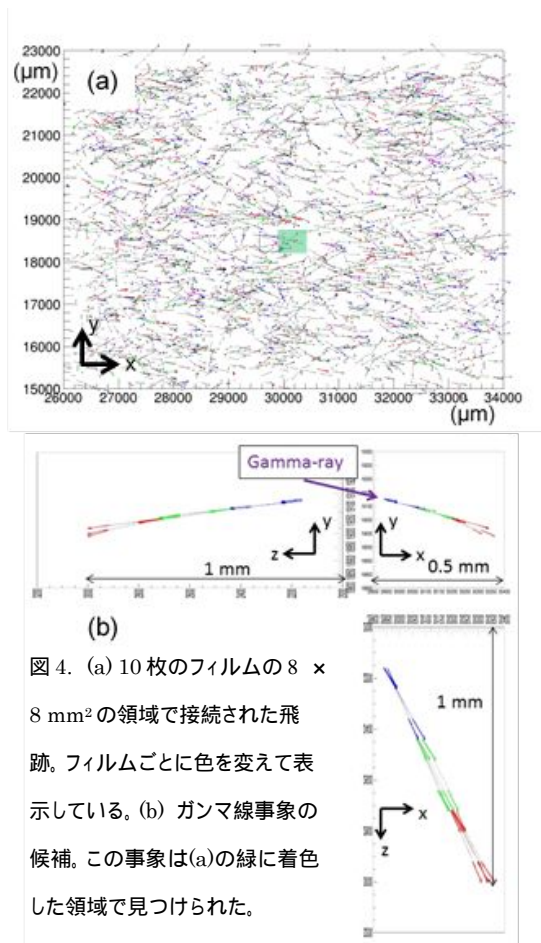 23000
(μm)
22000
21000
20000
19000
18000
17000
16000
15000
(a)
y
x
26000 27000 28000 29000 30000 31000 32000 33000 34000
(μm)
Gamma-ray
y
z
1 mm
y
x
0.5 mm
(b)
1 mm
x
z
図 4. (a) 10 枚のフィルムの 8 ×
8 mm² の領域で接続された飛
跡。フィルムごとに色を変えて表
示している。(b) ガンマ線事象の
候補。この事象は(a)の緑に着色
した領域で見つけられた。